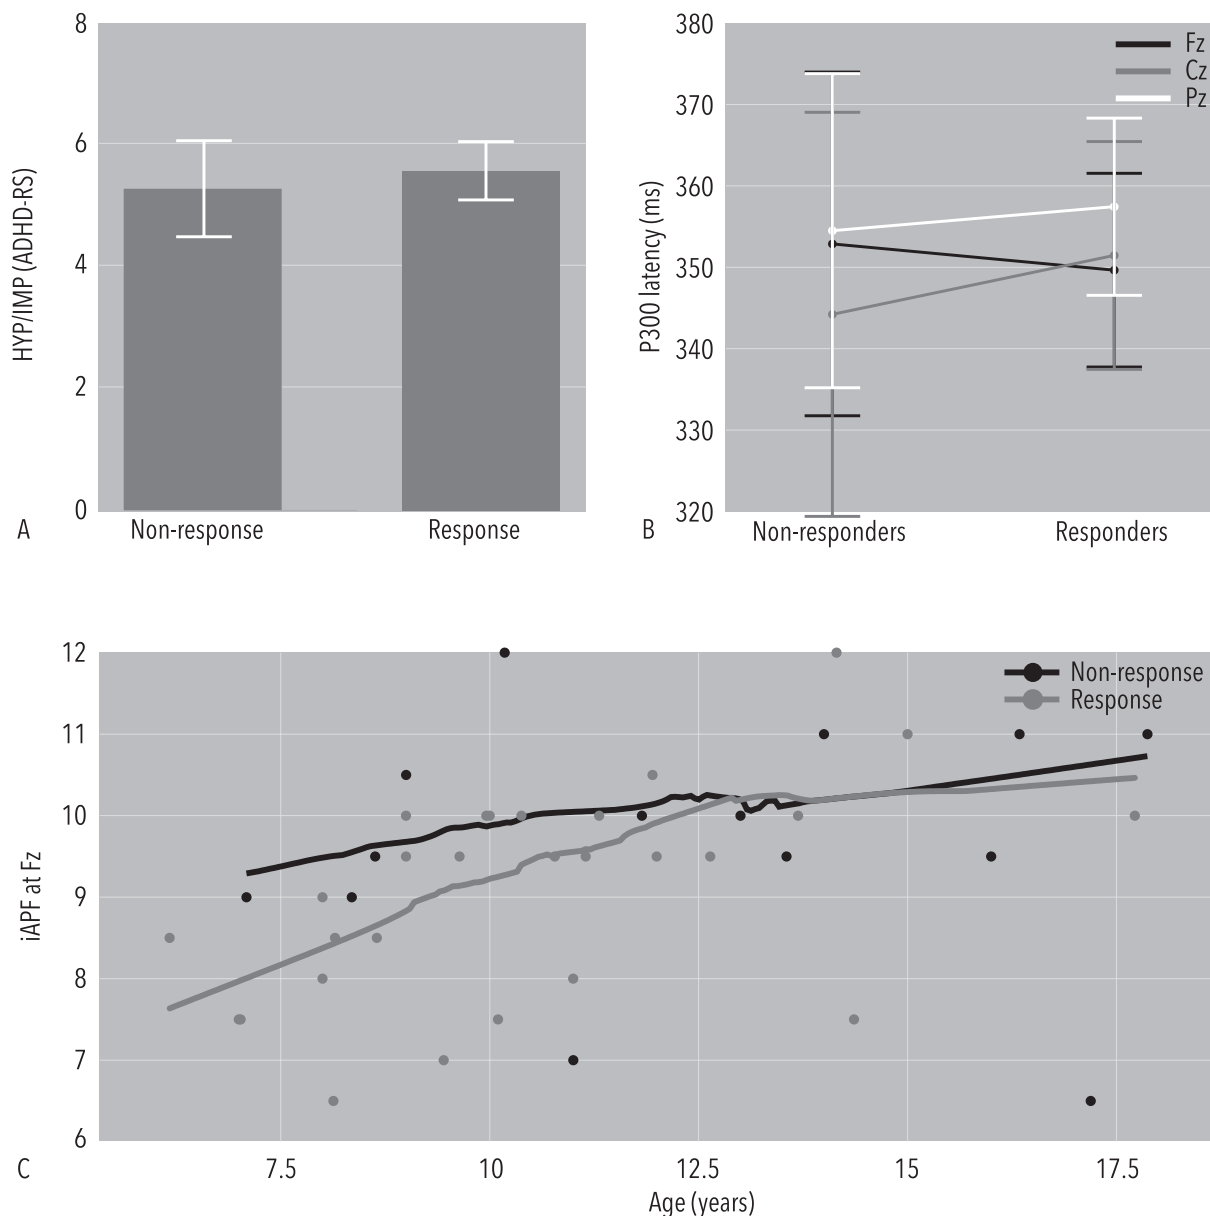 8
6
4
2
0
HYP/IMP (ADHD-RS)
Non-response Response
A
380
370
360
350
340
330
320
P300 latency (ms)
Fz
Cz
Pz
Non-responders Responders
B
12
11
10
9
8
7
6
iAPF at Fz
Non-response
Response
7.5 10 12.5 15 17.5
Age (years)
C